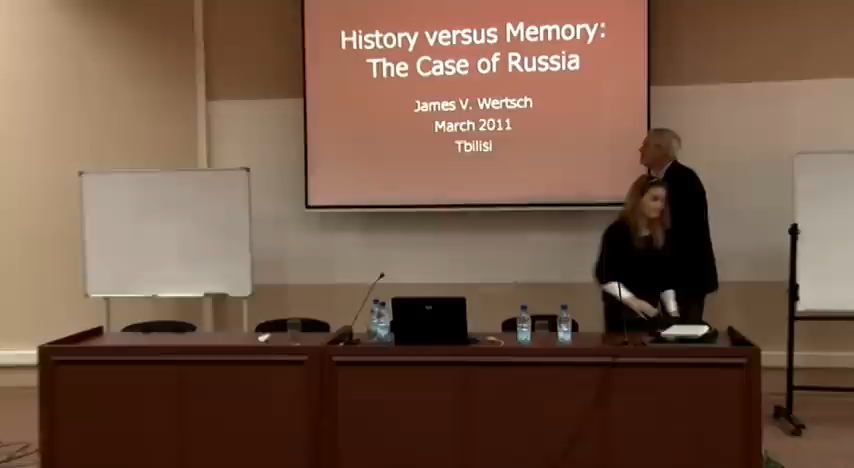 History versus Memory:
The Case of Russia
James V. Wertsch
March 2011
Tbilisi